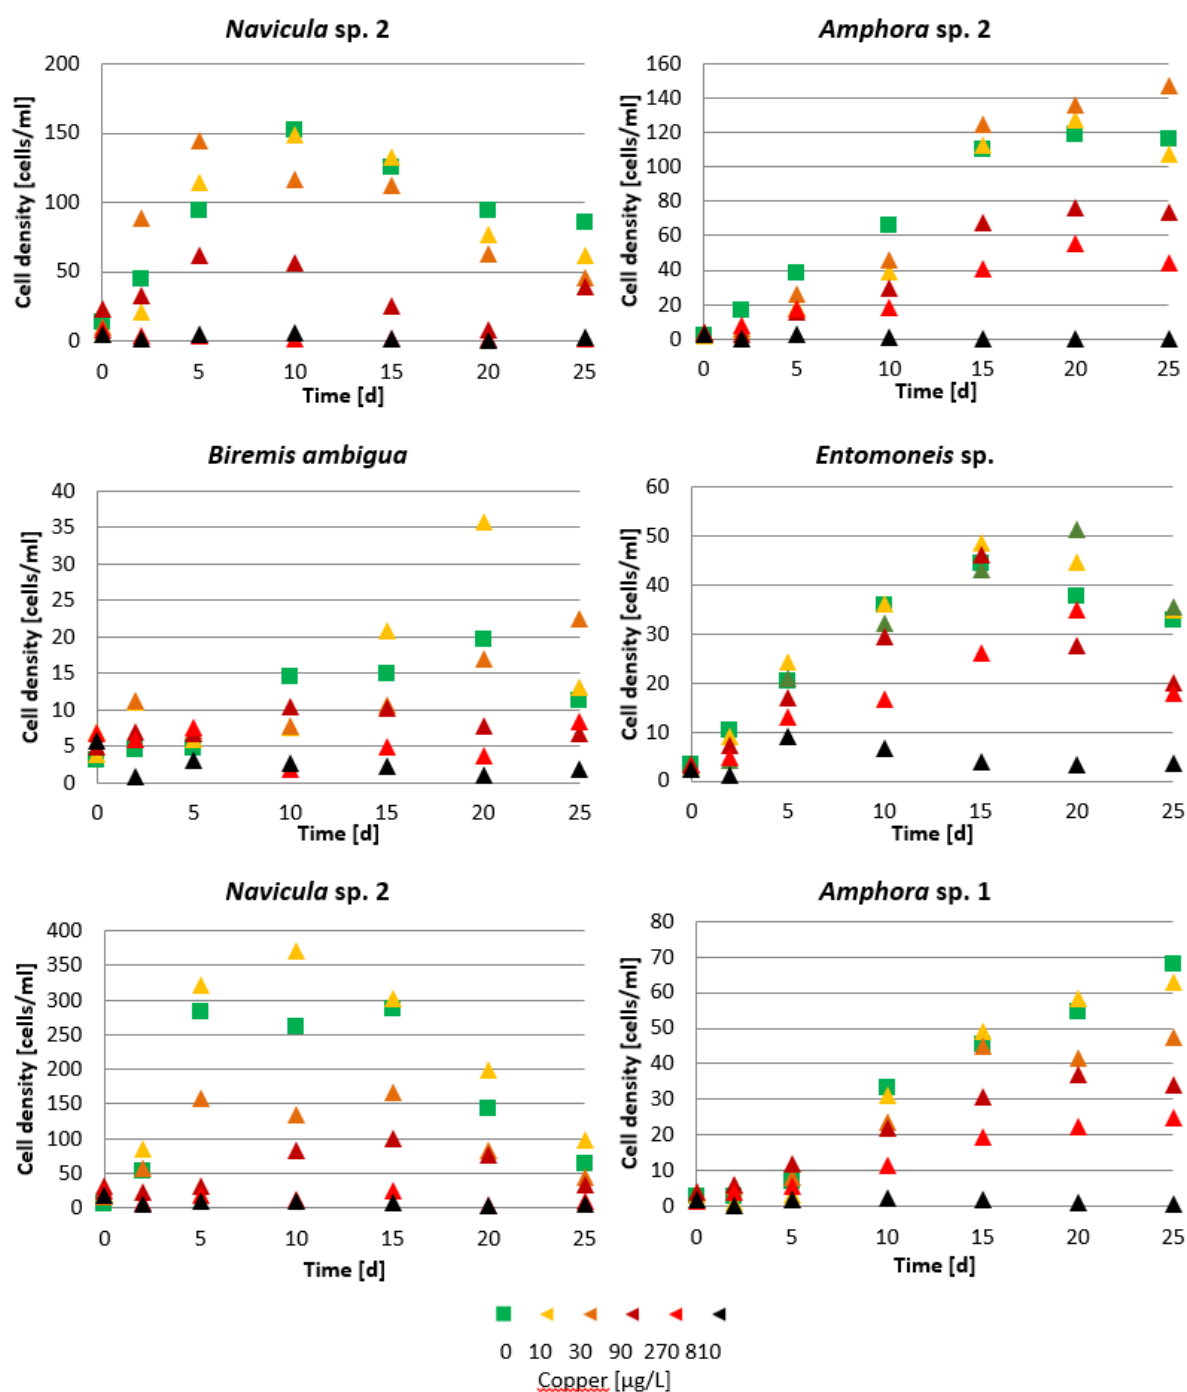 Navicula sp. 2
Cell density [cells/ml]
200
150
100
50
0
0 5 10 15 20 25
Time [d]
Amphora sp. 2
Cell density [cells/ml]
160
140
120
100
80
60
40
20
0
0 5 10 15 20 25
Time [d]
Biremis ambigua
Cell density [cells/ml]
40
35
30
25
20
15
10
5
0
0 5 10 15 20 25
Time [d]
Entomoneis sp.
Cell density [cells/ml]
60
50
40
30
20
10
0
0 5 10 15 20 25
Time [d]
Navicula sp. 2
Cell density [cells/ml]
400
350
300
250
200
150
100
50
0
0 5 10 15 20 25
Time [d]
Amphora sp. 1
Cell density [cells/ml]
80
70
60
50
40
30
20
10
0
0 5 10 15 20 25
Time [d]
0 10 30 90 270 810
Copper [µg/L]